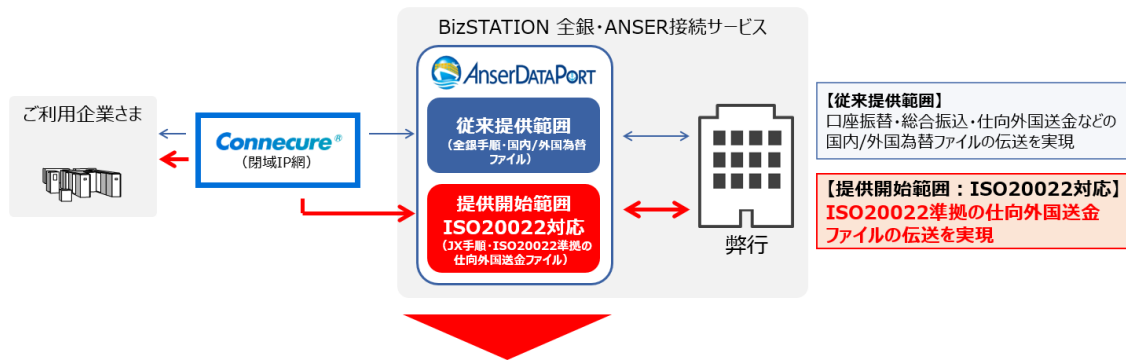 BizSTATION 全銀・ANSER接続サービス
ご利用企業さま
Connecure®
（閉域IP網）
ANSERDATAPORT
従来提供範囲
（全銀手順・国内/外国為替
ファイル）
提供開始範囲
ISO20022対応
（JX手順・ISO20022準拠の
仕向外国送金ファイル）
弊行
【従来提供範囲】
口座振替・総合振込・仕向外国送金などの
国内/外国為替ファイルの伝送を実現
【提供開始範囲：ISO20022対応】
ISO20022準拠の仕向外国送金
ファイルの伝送を実現